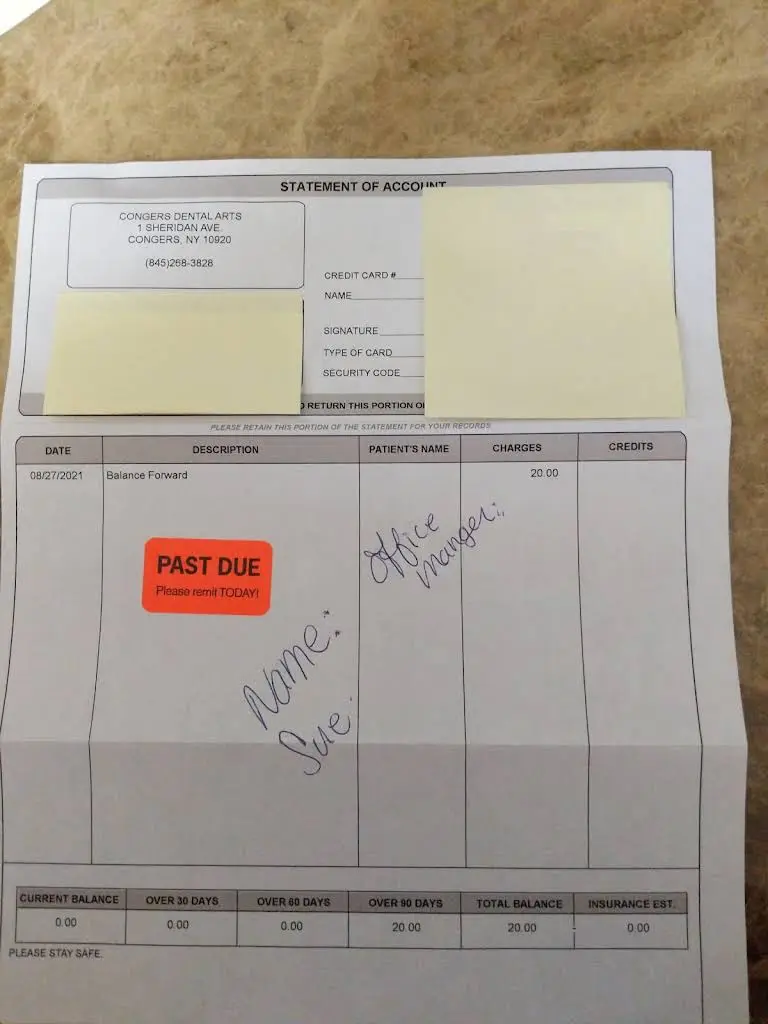 STATEMENT OF ACCOUNT
CONGERS DENTAL ARTS
1 SHERIDAN AVE.
CONGERS, NY 10920
(845)268-3828
CREDIT CARD #
NAME
SIGNATURE
TYPE OF CARD
SECURITY CODE
RETURN THIS PORTION
PLEASE RETAIN THIS PORTION OF THE STATEMENT FOR YOUR RECORDS
DATE DESCRIPTION PATIENT'S NAME CHARGES CREDITS
08/27/2021 Balance Forward 20.00
Office
manger:
PAST DUE
Please remit TODAY!
Name:
Sue
CURRENT BALANCE OVER 30 DAYS OVER 60 DAYS OVER 90 DAYS TOTAL BALANCE INSURANCE EST.
0.00 0.00 0.00 20.00 20.00 0.00
PLEASE STAY SAFE.